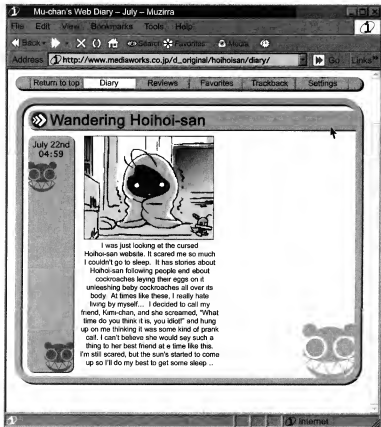 Mu-chan's Web Diary – July – Muzirra
File Edit View Bookmarks Tools Help
Back Search Favorites Media
Address http://www.mediaworks.co.jp/d_original/hoihoisan/diary/ Go Links
Return to top Diary Reviews Favorites Trackback Settings
Wandering Hoihoi-san
July 22nd
04:59
I was just looking et the cursed
Hoihoi-san website. It scared me so much
I couldn't go to sleep. It has stories about
Hoihoi-san following people end ebout
cockroaches leying their eggs on it
unleeshing beby cockroaches all over its
body. At times like these, I really hate
living by myself... I decided to call my
friend, Kimi-chan, and she screamed, "What
time do you think it is, you idiot!" and hung
up on me thinking it was some kind of prank
call. I can't believe she would sey such a
thing to her best friend at e time like this.
I'm still scared, but the sun's started to come
up so I'll do my best to get some sleep ..
Internet